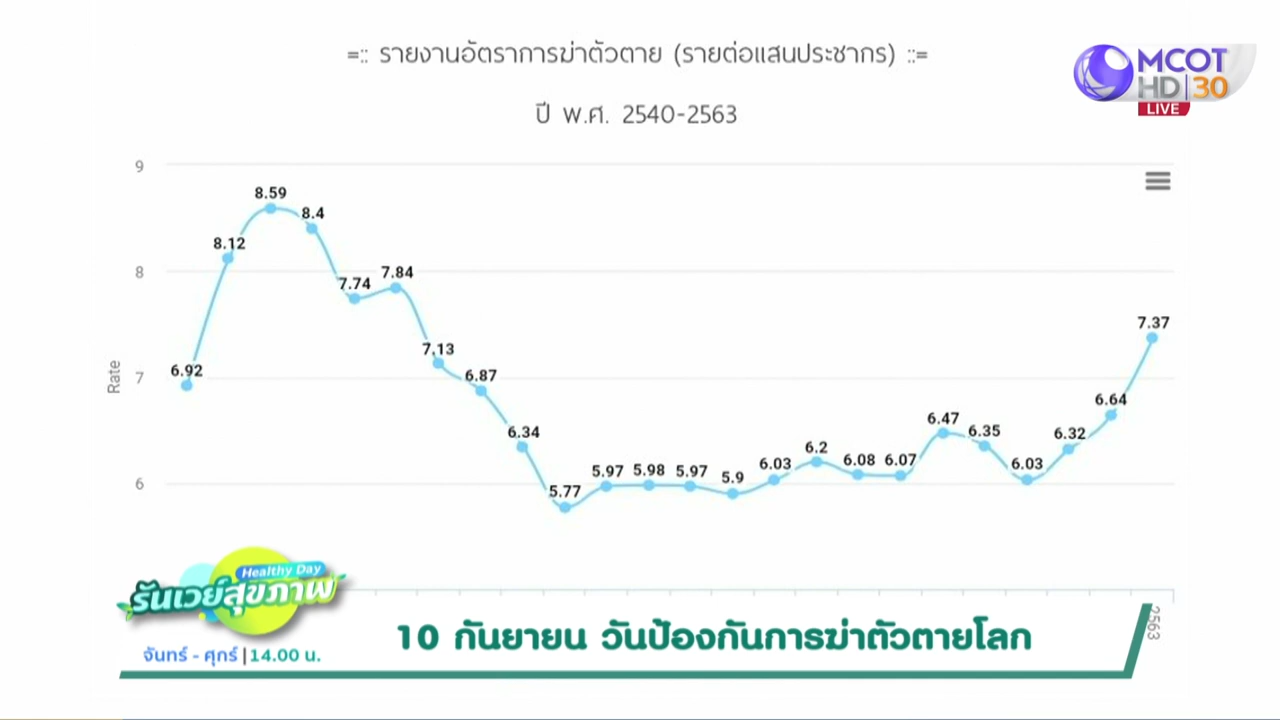 =:: รายงานอัตราการฆ่าตัวตาย (รายต่อแสนประชากร) ::=
ปี พ.ศ. 2540-2563
MCOT
HD 30
LIVE
9
8
7
6
Rate
6.92
8.12
8.59
8.4
7.74
7.84
7.13
6.87
6.34
5.77
5.97
5.98
5.97
5.9
6.03
6.2
6.08
6.07
6.47
6.35
6.03
6.32
6.64
7.37
2563
Healthy Day
รันเวย์สุขภาพ
จันทร์ - ศุกร์ | 14.00 น.
10 กันยายน วันป้องกันการฆ่าตัวตายโลก